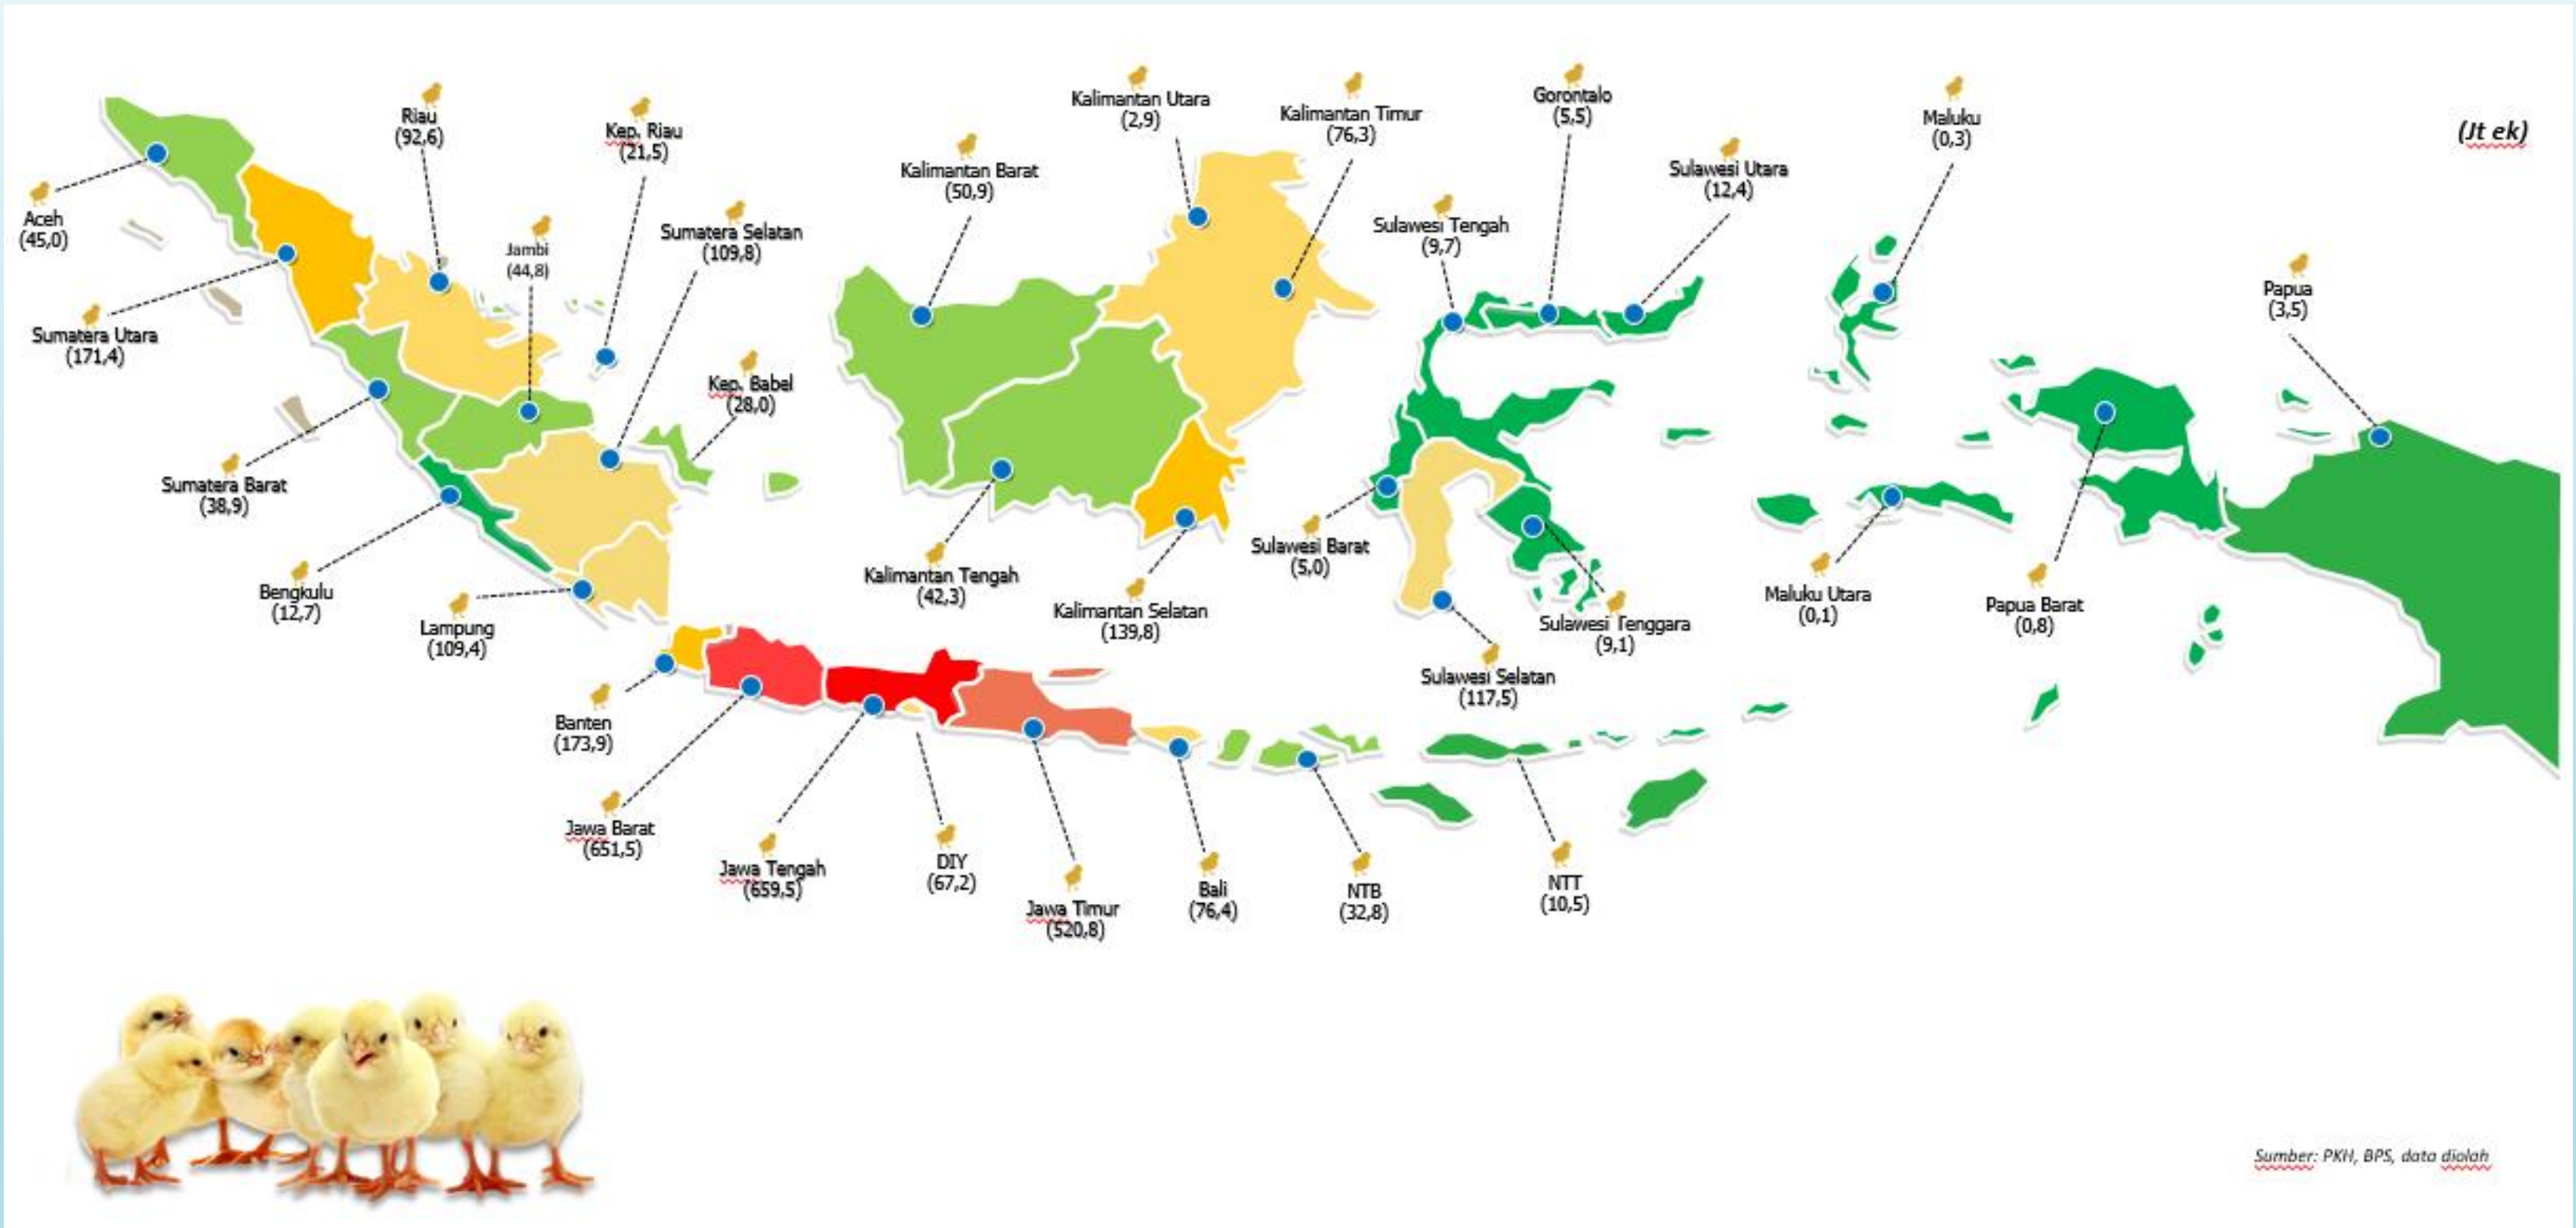 Kalimantan Utara
(2,9)
Gorontalo
(5,5)
Kalimantan Timur
(76,3)
Maluku
(0,3)
Riau
(92,6)
Kep. Riau
(21,5)
(Jt ek)
Kalimantan Barat
(50,9)
Sulawesi Utara
(12,4)
Aceh
(45,0)
Sulawesi Tengah
(9,7)
Sumatera Selatan
(109,8)
Jambi
(44,8)
Papua
(3,5)
Sumatera Utara
(171,4)
Kep. Babel
(28,0)
Sumatera Barat
(38,9)
Sulawesi Barat
(5,0)
Kalimantan Tengah
(42,3)
Bengkulu
(12,7)
Maluku Utara
(0,1)
Papua Barat
(0,8)
Kalimantan Selatan
(139,8)
Sulawesi Tenggara
(9,1)
Lampung
(109,4)
Sulawesi Selatan
(117,5)
Banten
(173,9)
Jawa Barat
(651,5)
Jawa Tengah
(659,5)
DIY
(67,2)
Jawa Timur
(520,8)
Bali
(76,4)
NTB
(32,8)
NTT
(10,5)
Sumber: PKH, BPS, data diolah